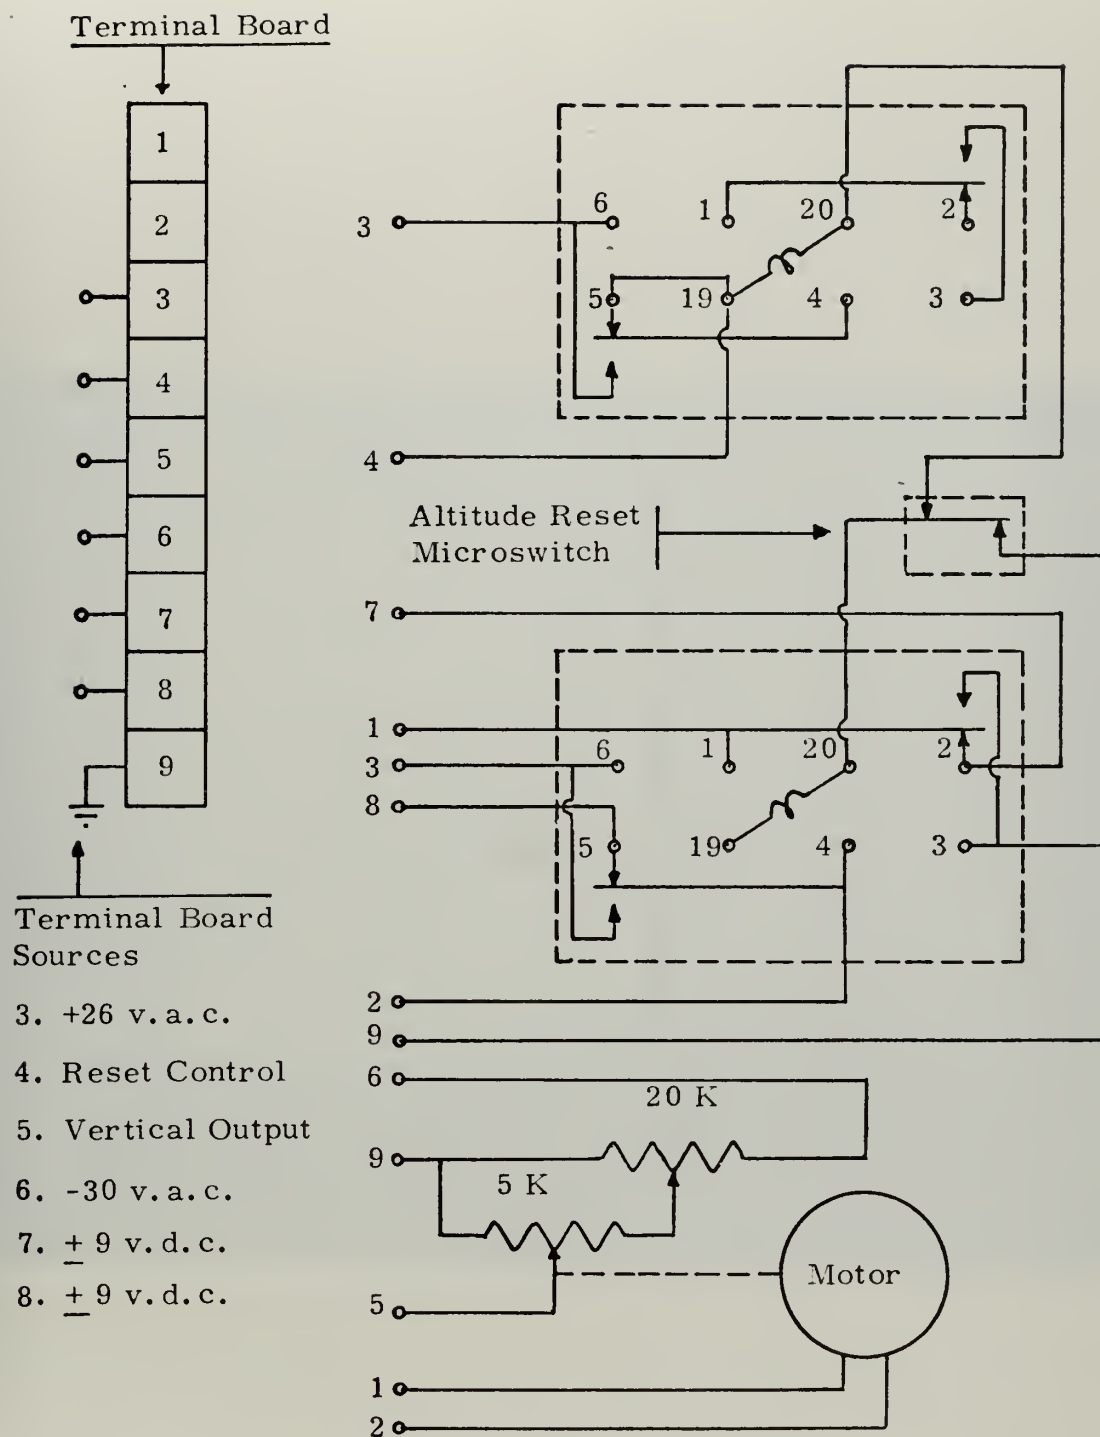 Terminal Board
1
2
3
4
5
6
7
8
9
Terminal Board
Sources
3. +26 v.a.c.
4. Reset Control
5. Vertical Output
6. -30 v.a.c.
7. ± 9 v.d.c.
8. ± 9 v.d.c.
3
6
1
20
2
5
19
4
3
4
Altitude Reset
Microswitch
7
1
3
8
6
1
20
2
5
19
4
3
2
9
6
20 K
9
5 K
Motor
5
1
2